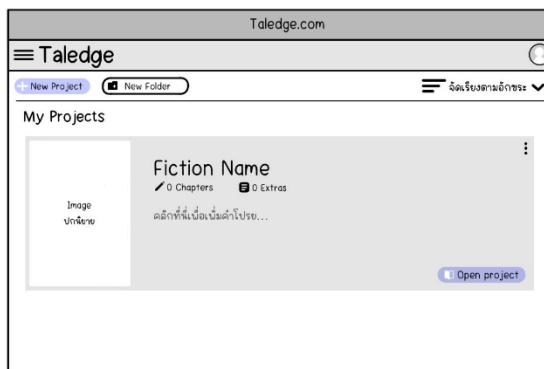 Taledge.com
Taledge
New Project
New Folder
จัดเรียงตามอักขระ
My Projects
Fiction Name
0 Chapters
0 Extras
Image
ปกนิยาย
คลิกที่นี่เพื่อเพิ่มคำโปรย...
Open project